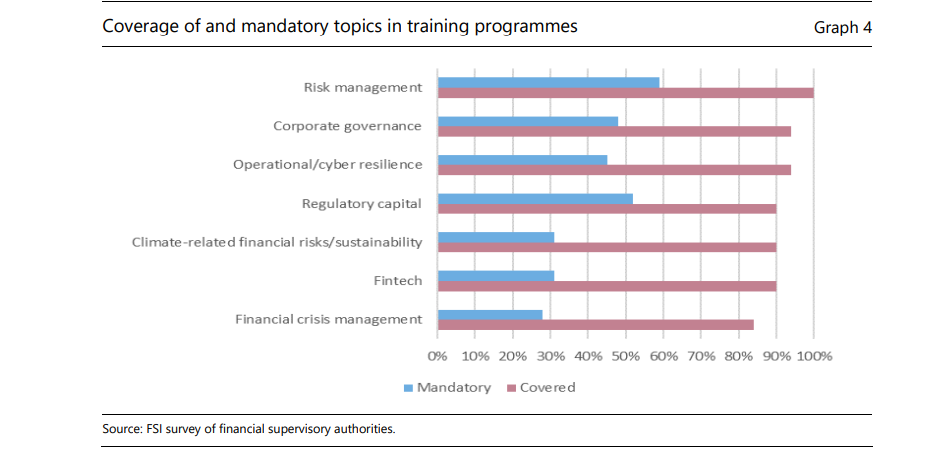 Coverage of and mandatory topics in training programmes Graph 4
Risk management
Corporate governance
Operational/cyber resilience
Regulatory capital
Climate-related financial risks/sustainability
Fintech
Financial crisis management
0% 10% 20% 30% 40% 50% 60% 70% 80% 90% 100%
Mandatory Covered
Source: FSI survey of financial supervisory authorities.